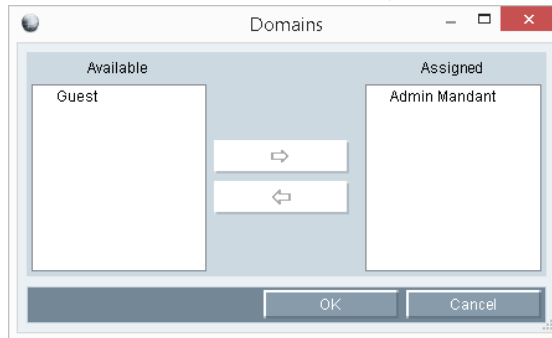 Domains
Available
Assigned
Guest
Admin Mandant
OK
Cancel